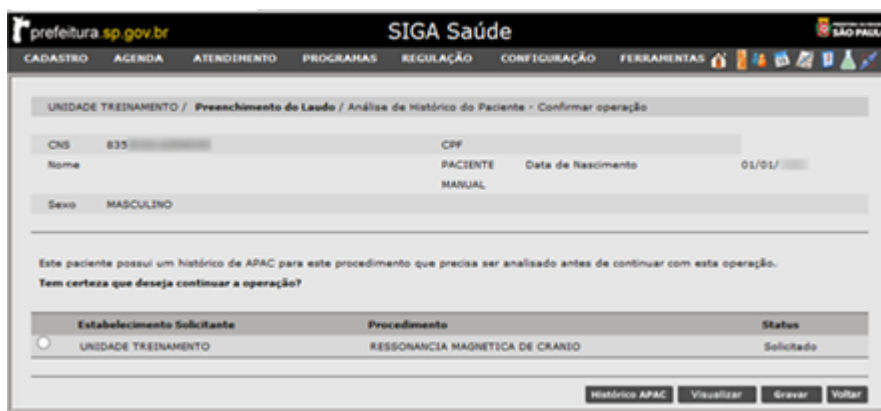 prefeitura.sp.gov.br SIGA Saúde SÃO PAULO
CADASTRO AGENDA ATENDIMENTO PROGRAMAS REGULAÇÃO CONFIGURAÇÃO FERRAMENTAS
UNIDADE TREINAMENTO / Preenchimento do Laudo / Análise de Histórico do Paciente - Confirmar operação
CNS 835 CPF
Nome PACIENTE Data de Nascimento 01/01/
MANUAL
Sexo MASCULINO
Este paciente possui um histórico de APAC para este procedimento que precisa ser analisado antes de continuar com esta operação.
Tem certeza que deseja continuar a operação?
Estabelecimento Solicitante Procedimento Status
UNIDADE TREINAMENTO RESSONANCIA MAGNETICA DE CRANIO Solicitado
Histórico APAC Visualizar Gravar Voltar